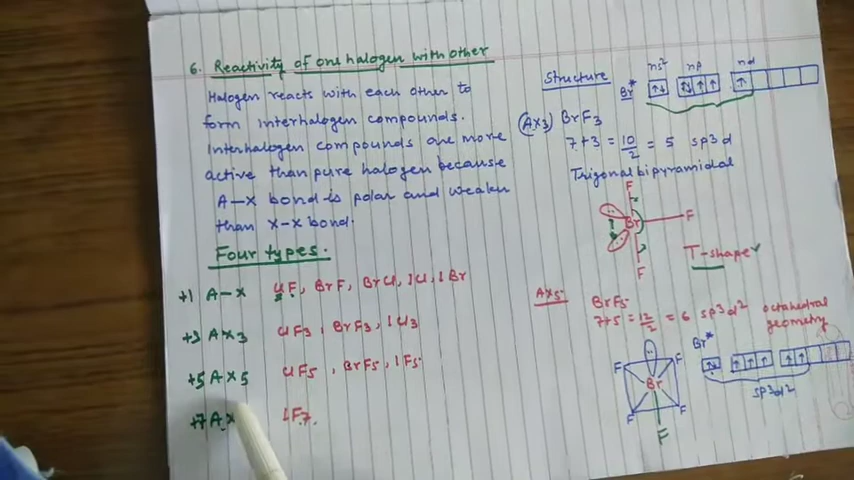 6. Reactivity of one halogen with other
Halogen reacts with each other to
form interhalogen compounds.
Interhalogen compounds are more
active than pure halogen because
A-X bond is polar and weaker
than X-X bond.
Four types.
+1 A-X ClF, BrF, BrCl, ICl, IBr
+3 AX3 ClF3, BrF3, ICl3
+5 AX5 ClF5, BrF5, IF5
+7 AX IF7.
Structure
Br* ns² np nd
(AX3) BrF3
7+3 = 10/2 = 5 sp³d
Trigonal bipyramidal
F
Br F
F
T-shape
AX5 BrF5
7+5 = 12/2 = 6 sp³d² octahedral
geometry
Br*
sp³d²
F F
Br
F F
F